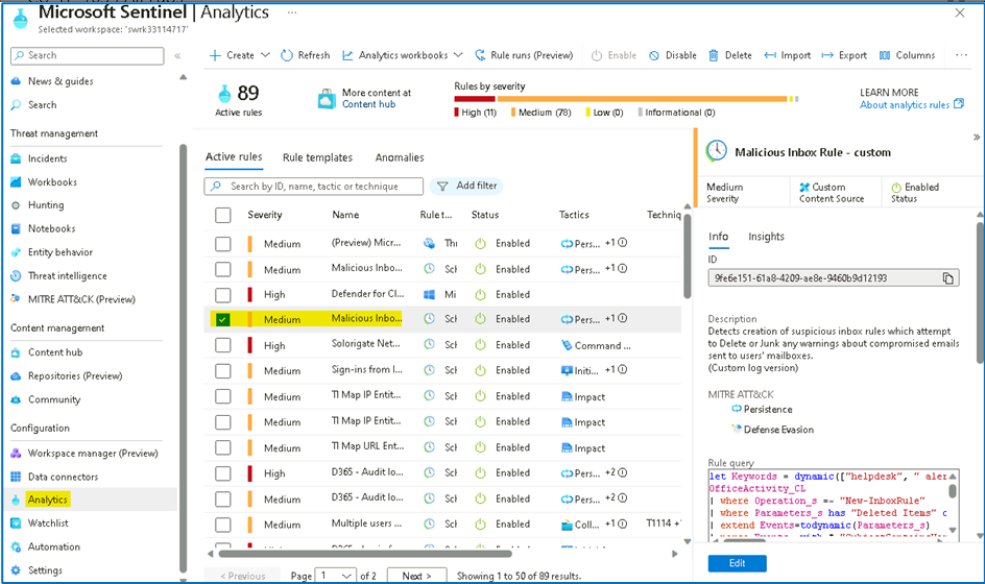 Microsoft Sentinel | Analytics ...
Selected workspace: 'swrk33114717'
Search
«
News & guides
Search
Threat management
Incidents
Workbooks
Hunting
Notebooks
Entity behavior
Threat intelligence
MITRE ATT&CK (Preview)
Content management
Content hub
Repositories (Preview)
Community
Configuration
Workspace manager (Preview)
Data connectors
Analytics
Watchlist
Automation
Settings
Create Refresh Analytics workbooks Rule runs (Preview) Enable Disable Delete Import Export Columns ...
89
Active rules
More content at
Content hub
Rules by severity
High (11) Medium (78) Low (0) Informational (0)
LEARN MORE
About analytics rules
Active rules Rule templates Anomalies
Search by ID, name, tactic or technique Add filter
Severity Name Rule t... Status Tactics Techniq
Medium (Preview) Micr... Thr Enabled Pers... +1
Medium Malicious Inbo... Sch Enabled Pers... +1
High Defender for Cl... Mi Enabled
Medium Malicious Inbo... Sch Enabled Pers... +1
High Solorigate Net... Sch Enabled Command ...
Medium Sign-ins from I... Sch Enabled Initi... +1
Medium TI Map IP Entit... Sch Enabled Impact
Medium TI Map IP Entit... Sch Enabled Impact
Medium TI Map URL Ent... Sch Enabled Impact
High D365 - Audit lo... Sch Enabled Pers... +2
Medium D365 - Audit lo... Sch Enabled Pers... +2
Medium Multiple users ... Sch Enabled Coll... +1 T1114 +
< Previous Page 1 of 2 Next > Showing 1 to 50 of 89 results.
»
Malicious Inbox Rule - custom
Medium
Severity
Custom
Content Source
Enabled
Status
Info Insights
ID
9fe6e151-61a8-4209-ae8e-9460b9d12193
Description
Detects creation of suspicious inbox rules which attempt
to Delete or Junk any warnings about compromised emails
sent to users' mailboxes.
(Custom log version)
MITRE ATT&CK
Persistence
Defense Evasion
Rule query
let Keywords = dynamic(["helpdesk", " aler
OfficeActivity_CL
| where Operation_s =~ "New-InboxRule"
| where Parameters_s has "Deleted Items" c
| extend Events=todynamic(Parameters_s)
Edit